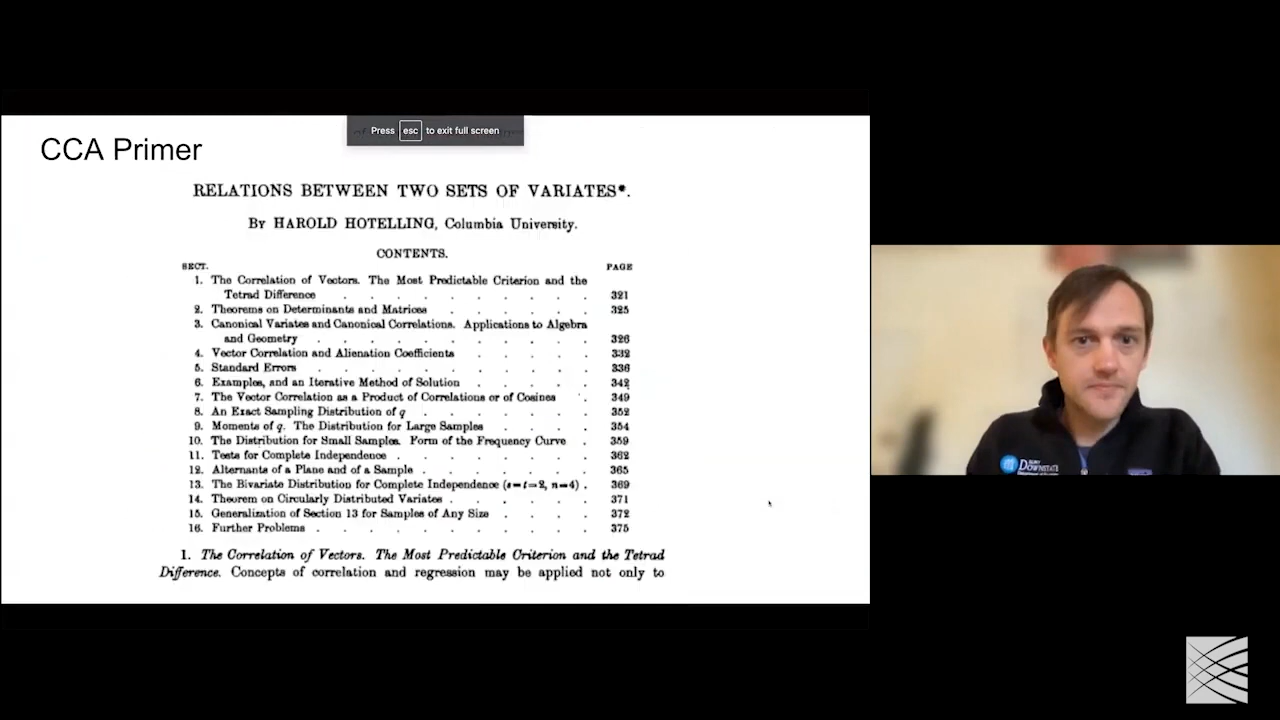 Press esc to exit full screen
CCA Primer
RELATIONS BETWEEN TWO SETS OF VARIATES*.
By HAROLD HOTELLING, Columbia University.
CONTENTS.
SECT. PAGE
1. The Correlation of Vectors. The Most Predictable Criterion and the
Tetrad Difference . . . . . . . . . . 321
2. Theorems on Determinants and Matrices . . . . . . 325
3. Canonical Variates and Canonical Correlations. Applications to Algebra
and Geometry . . . . . . . . . . . 326
4. Vector Correlation and Alienation Coefficients . . . . . 332
5. Standard Errors . . . . . . . . . . . 336
6. Examples, and an Iterative Method of Solution . . . . . 342
7. The Vector Correlation as a Product of Correlations or of Cosines . 349
8. An Exact Sampling Distribution of q . . . . . . . 352
9. Moments of q. The Distribution for Large Samples . . . . 354
10. The Distribution for Small Samples. Form of the Frequency Curve . 359
11. Tests for Complete Independence . . . . . . . . 362
12. Alternants of a Plane and of a Sample . . . . . . . 365
13. The Bivariate Distribution for Complete Independence (s=t=2, n=4) . 369
14. Theorem on Circularly Distributed Variates . . . . . . 371
15. Generalization of Section 13 for Samples of Any Size . . . . 372
16. Further Problems . . . . . . . . . . . 375
1. The Correlation of Vectors. The Most Predictable Criterion and the Tetrad
Difference. Concepts of correlation and regression may be applied not only to
DOWNSTATE